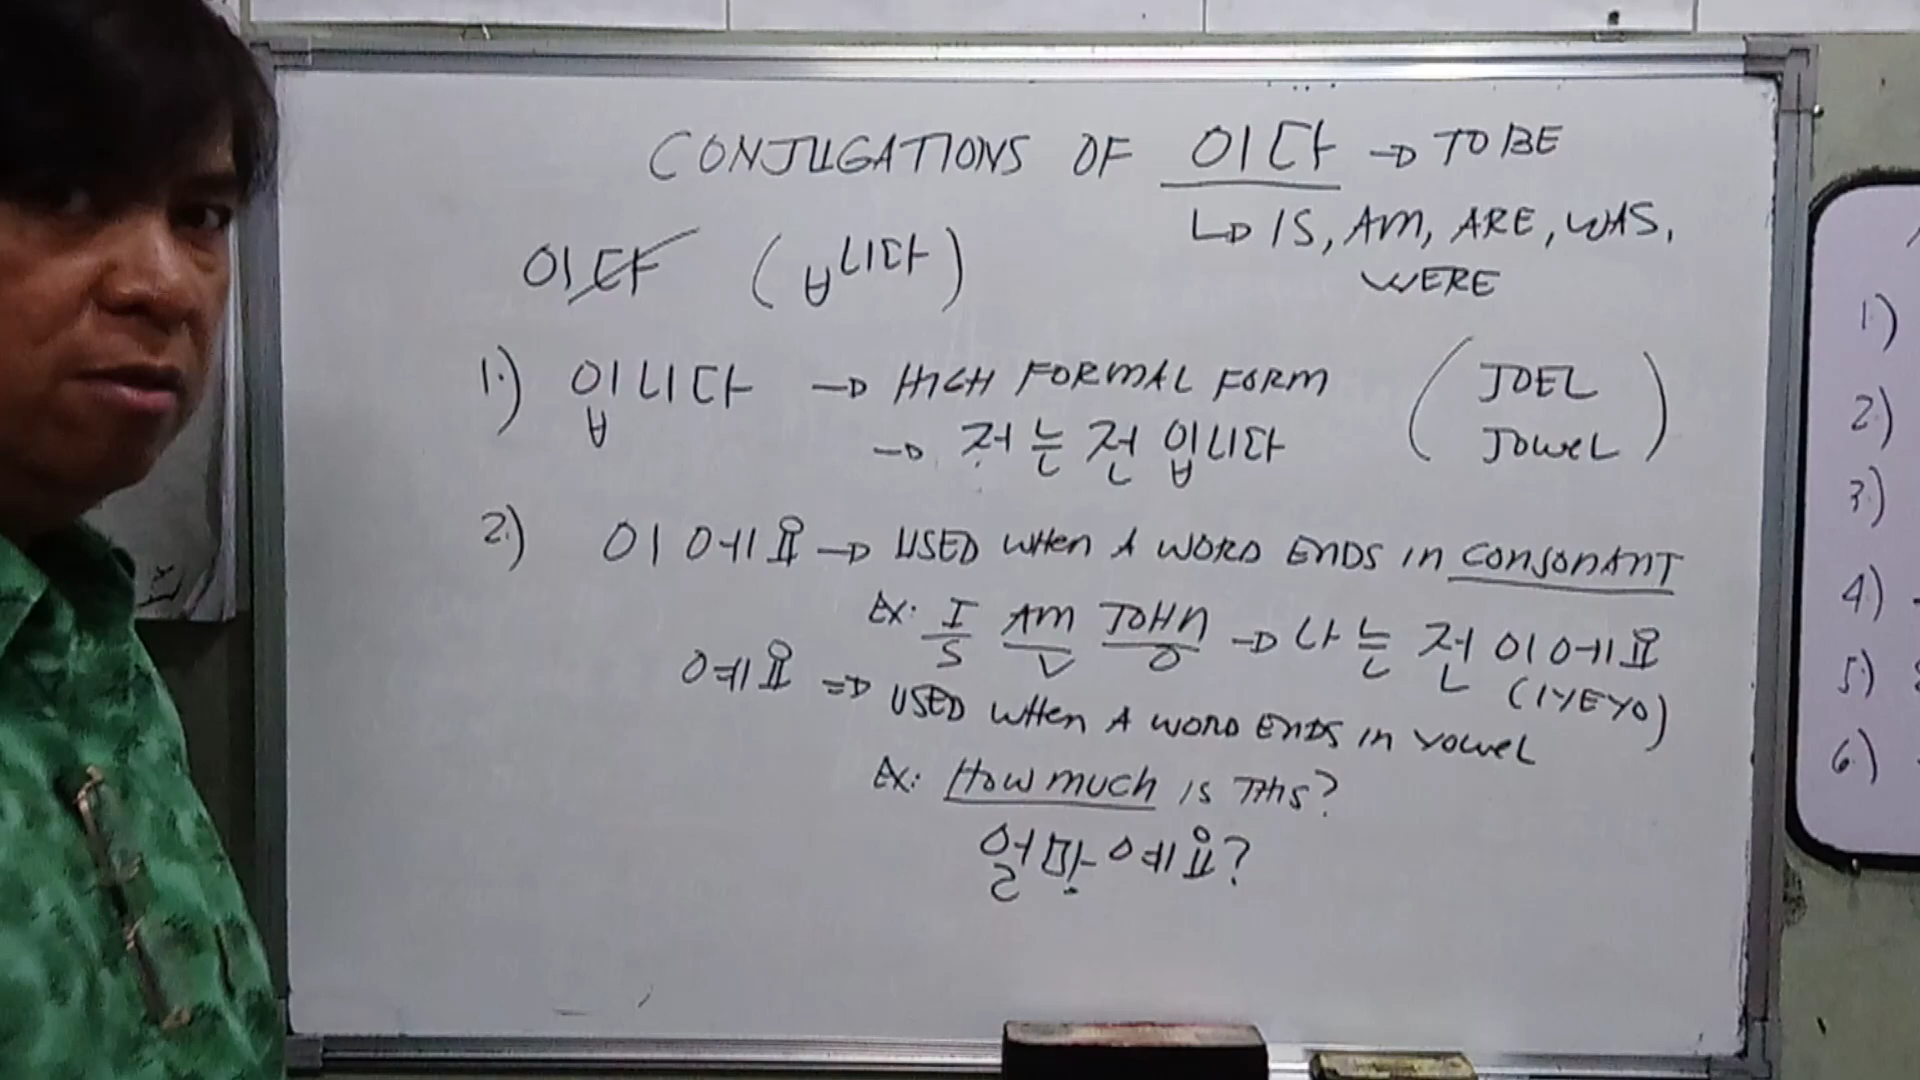 CONJUGATIONS OF 이다 → TO BE
↳ IS, AM, ARE, WAS, WERE
이다 (ㅂ니다)
1.) 입니다 → HIGH FORMAL FORM (JOEL JOWEL)
→ 저는 전 입니다
2.) 이에요 → USED WHEN A WORD ENDS IN CONSONANT
EX: I AM JOHN → 나는 전 이에요
S V O (IYEYO)
예요 ⇒ USED WHEN A WORD ENDS IN VOWEL
EX: HOW MUCH IS THIS?
얼마예요?
1.)
2.)
3.)
4.)
5.)
6.)